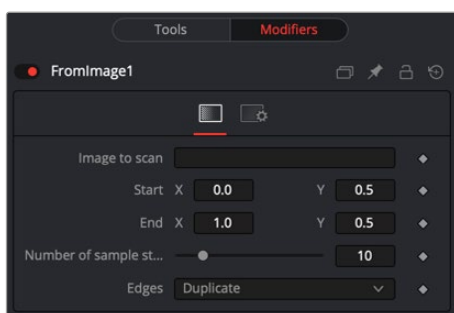 Tools Modifiers
FromImage1
Image to scan
Start X 0.0 Y 0.5
End X 1.0 Y 0.5
Number of sample st... 10
Edges Duplicate